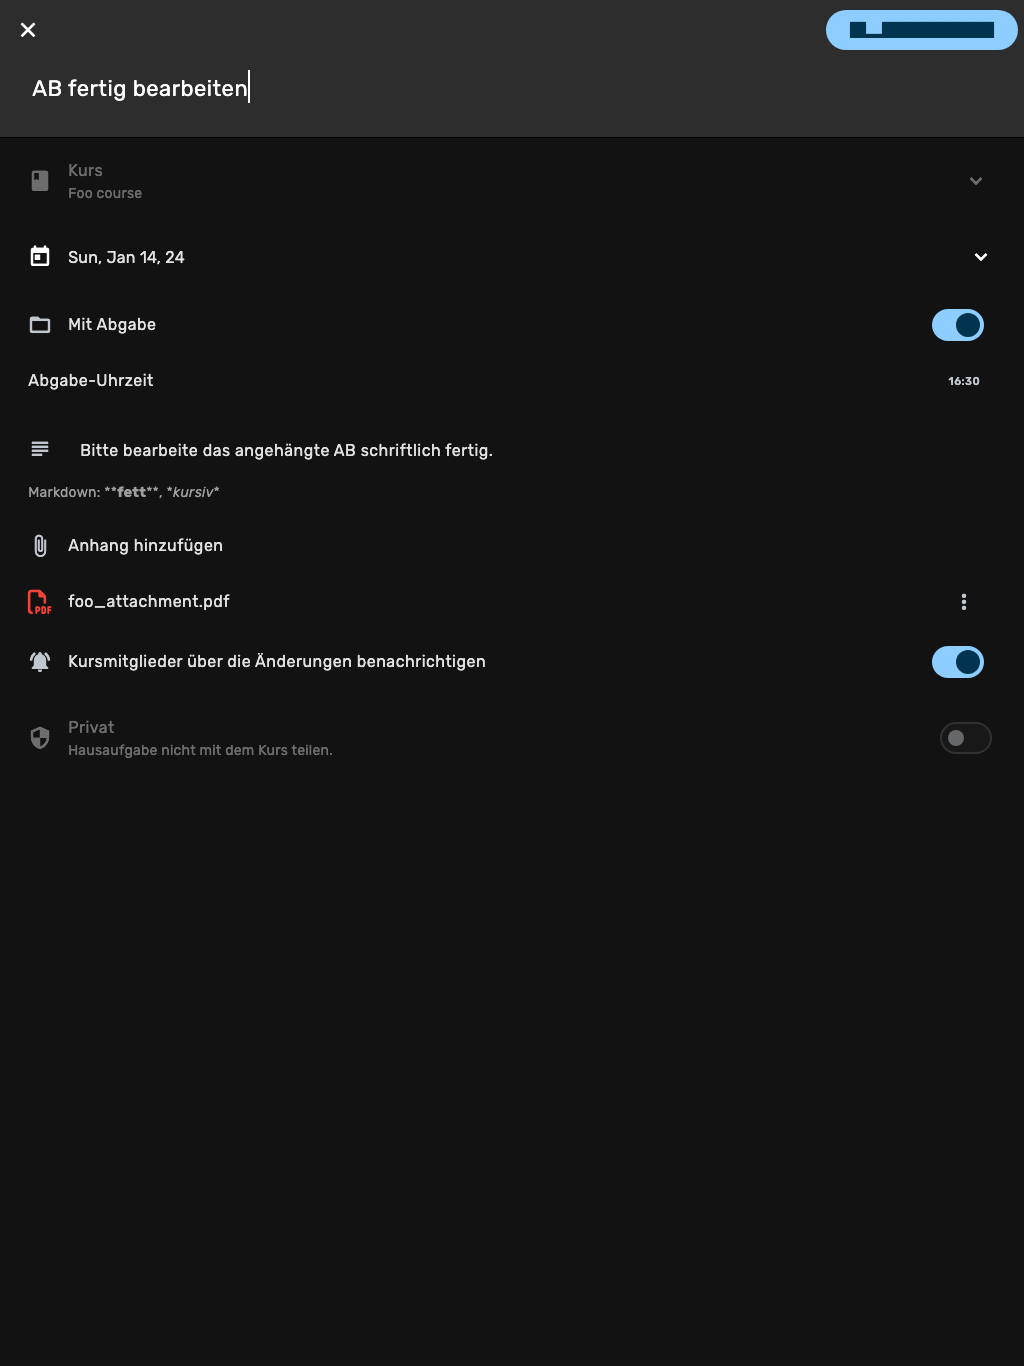 AB fertig bearbeiten
Kurs
Foo course
Sun, Jan 14, 24
Mit Abgabe
Abgabe-Uhrzeit
16:30
Bitte bearbeite das angehängte AB schriftlich fertig.
Markdown: **fett**, *kursiv*
Anhang hinzufügen
PDF
foo_attachment.pdf
Kursmitglieder über die Änderungen benachrichtigen
Privat
Hausaufgabe nicht mit dem Kurs teilen.